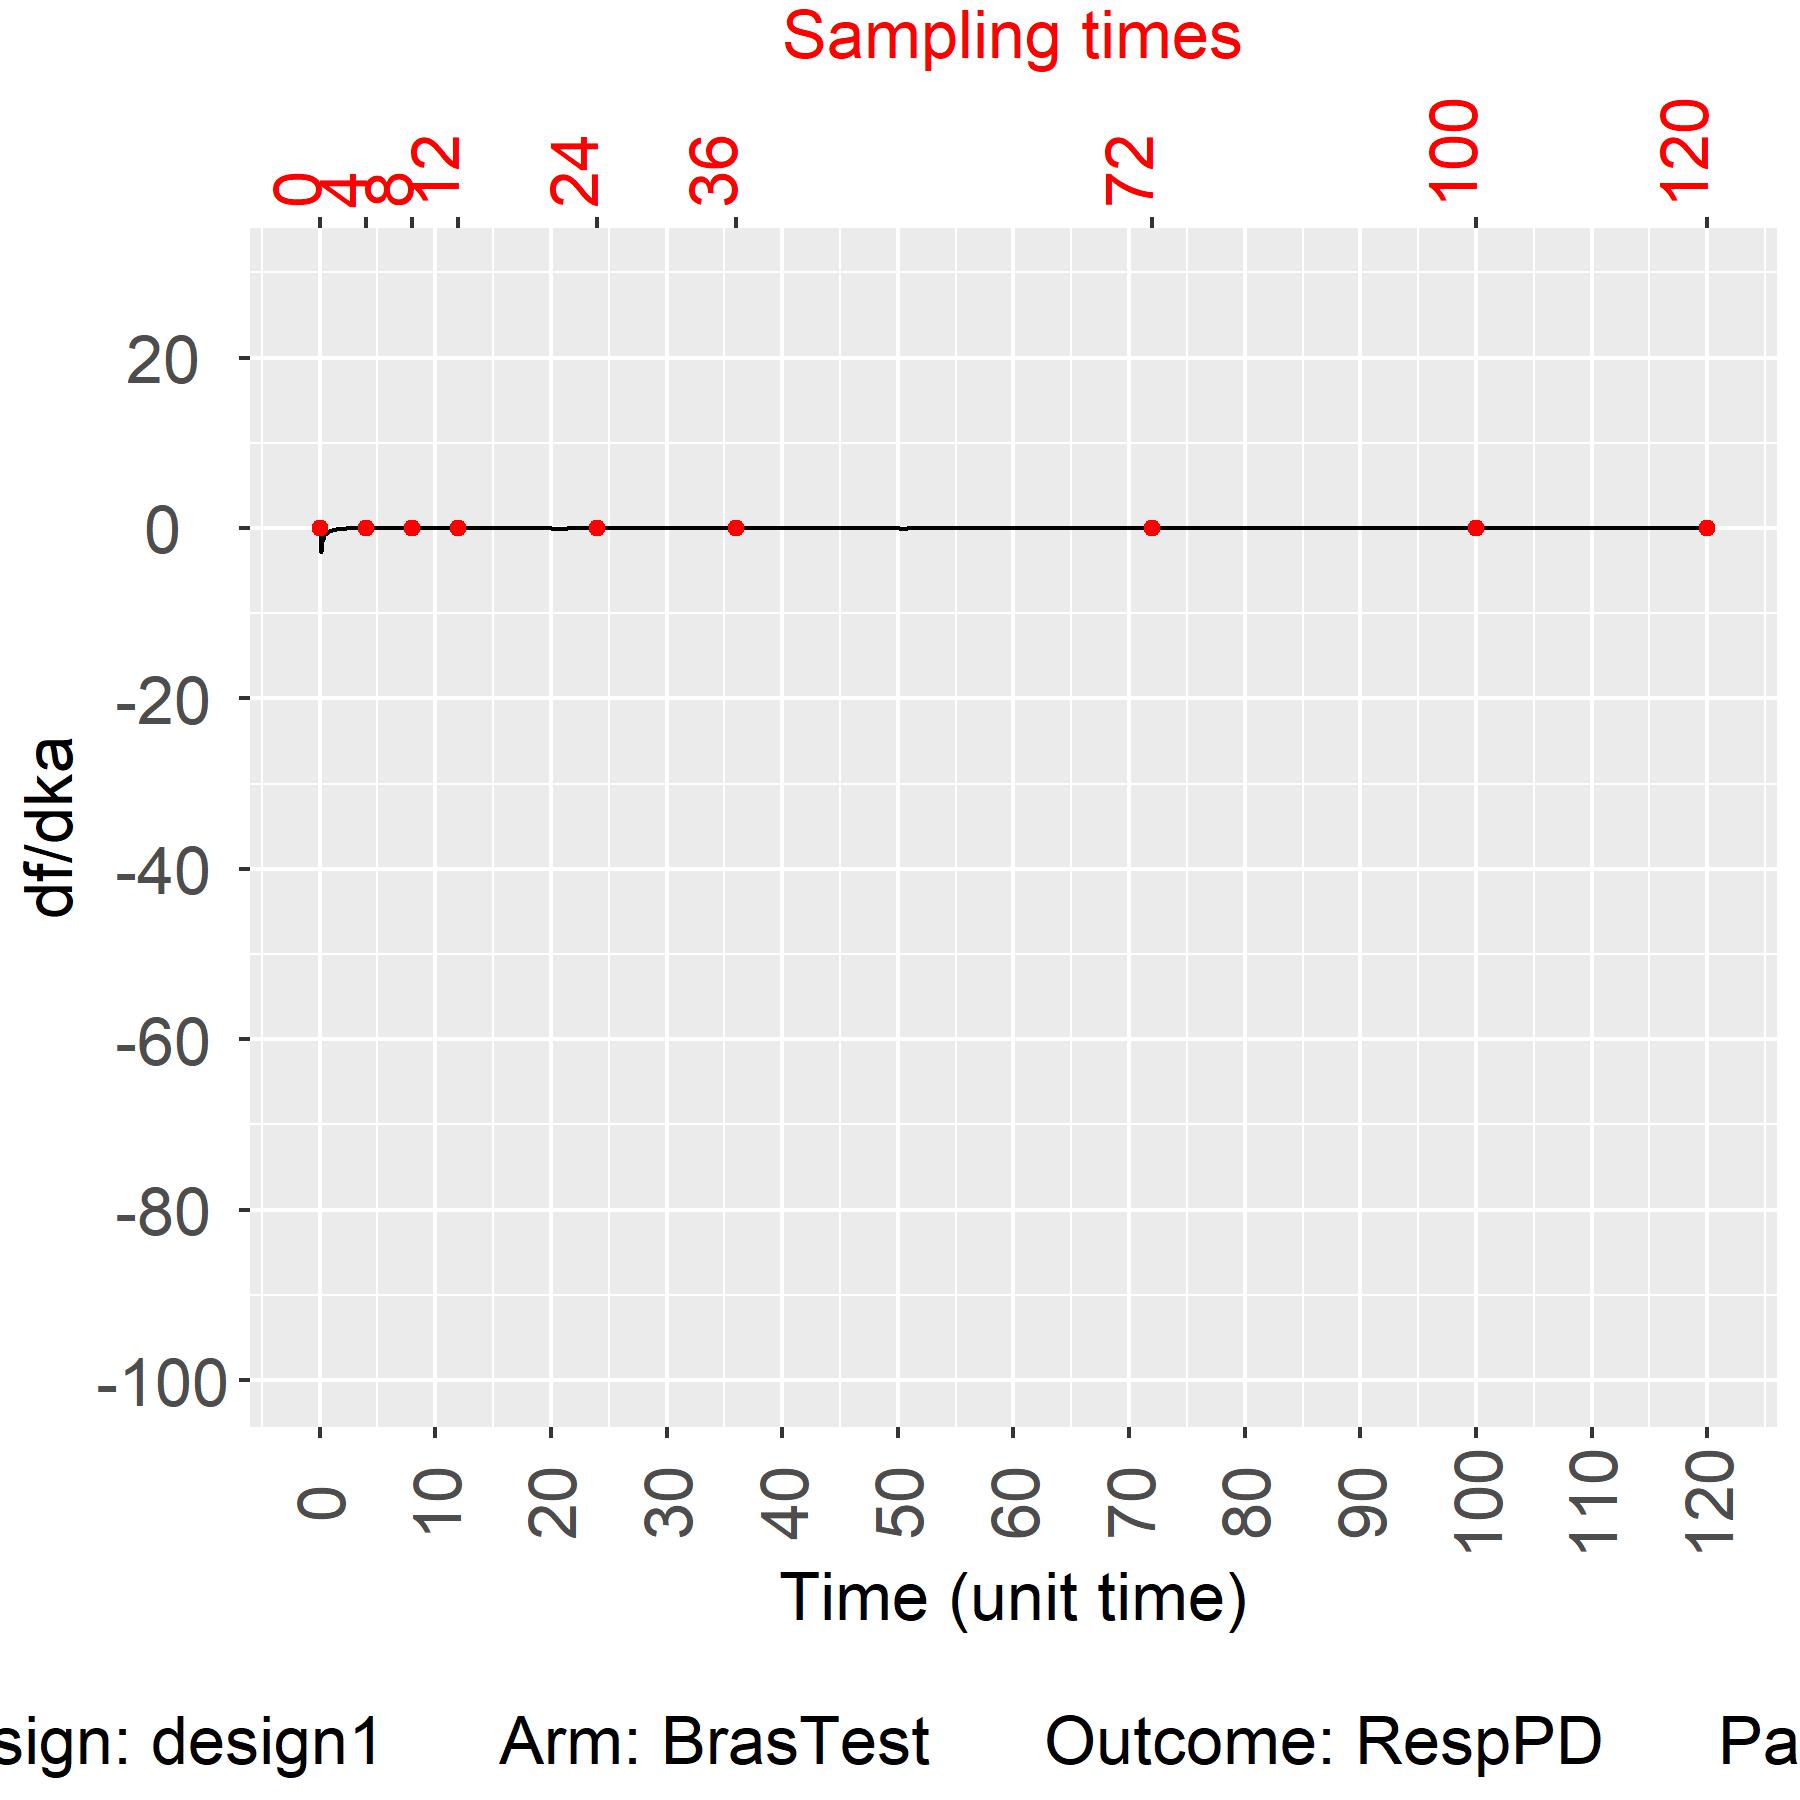 Sampling times
0 4 8 12 24 36 72 100 120
20
0
-20
-40
-60
-80
-100
df/dka
0 10 20 30 40 50 60 70 80 90 100 110 120
Time (unit time)
sign: design1 Arm: BrasTest Outcome: RespPD Pa